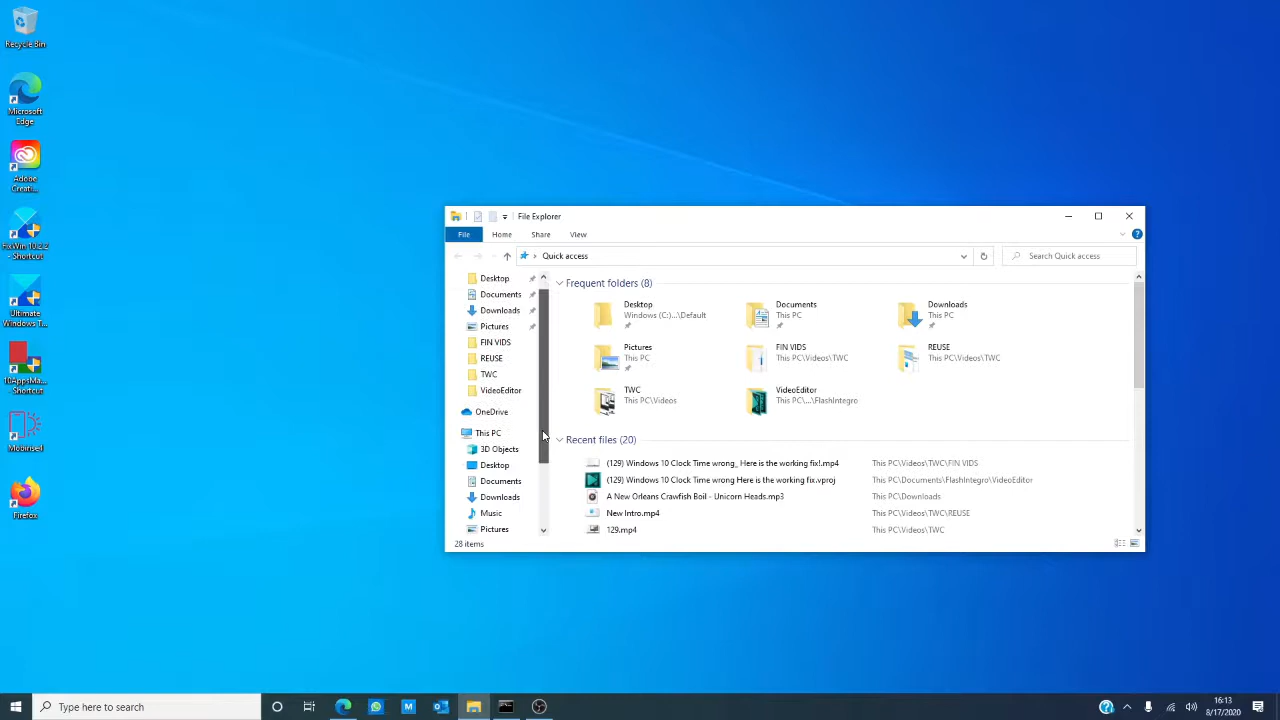 Recycle Bin
Microsoft
Edge
Adobe
Creati...
FixWin 10.2.2
- Shortcut
Ultimate
Windows T...
10AppsMa...
- Shortcut
Mobirise4
Firefox
File Explorer
File Home Share View
Quick access
Search Quick access
Desktop
Documents
Downloads
Pictures
FIN VIDS
REUSE
TWC
VideoEditor
OneDrive
This PC
3D Objects
Desktop
Documents
Downloads
Music
Pictures
Frequent folders (8)
Desktop
Windows (C:)...\Default
Documents
This PC
Downloads
This PC
Pictures
This PC
FIN VIDS
This PC\Videos\TWC
REUSE
This PC\Videos\TWC
TWC
This PC\Videos
VideoEditor
This PC\...\FlashIntegro
Recent files (20)
(129) Windows 10 Clock Time wrong_ Here is the working fix!.mp4 This PC\Videos\TWC\FIN VIDS
(129) Windows 10 Clock Time wrong Here is the working fix.vproj This PC\Documents\FlashIntegro\VideoEditor
A New Orleans Crawfish Boil - Unicorn Heads.mp3 This PC\Downloads
New Intro.mp4 This PC\Videos\TWC\REUSE
129.mp4 This PC\Videos\TWC
28 items
Type here to search
16:13
8/17/2020